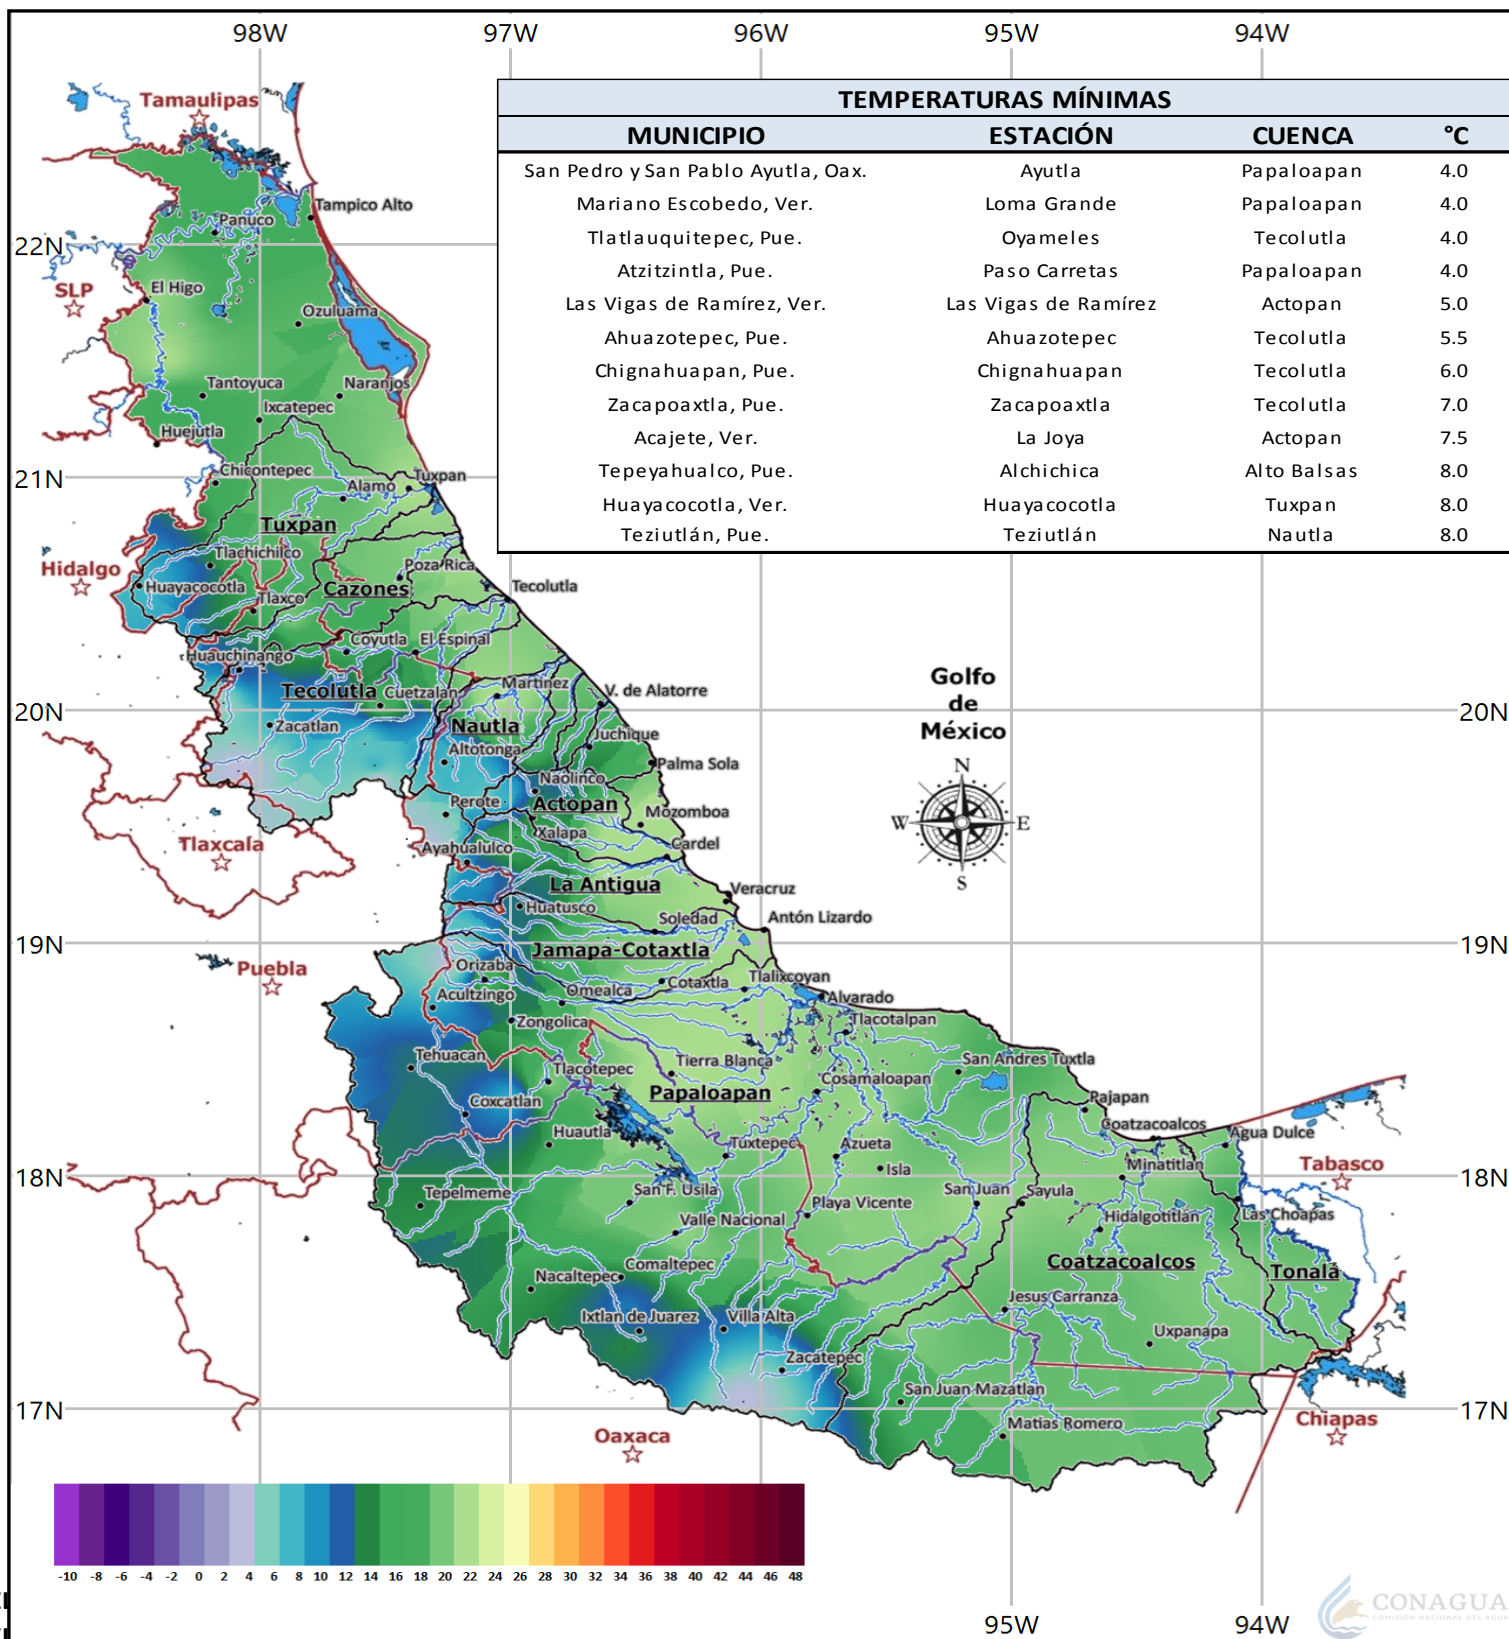 98W 97W 96W 95W 94W
TEMPERATURAS MÍNIMAS
MUNICIPIO ESTACIÓN CUENCA °C
San Pedro y San Pablo Ayutla, Oax. Ayutla Papaloapan 4.0
Mariano Escobedo, Ver. Loma Grande Papaloapan 4.0
Tlatlauquitepec, Pue. Oyameles Tecolutla 4.0
Atzitzintla, Pue. Paso Carretas Papaloapan 4.0
Las Vigas de Ramírez, Ver. Las Vigas de Ramírez Actopan 5.0
Ahuazotepec, Pue. Ahuazotepec Tecolutla 5.5
Chignahuapan, Pue. Chignahuapan Tecolutla 6.0
Zacapoaxtla, Pue. Zacapoaxtla Tecolutla 7.0
Acajete, Ver. La Joya Actopan 7.5
Tepeyahualco, Pue. Alchichica Alto Balsas 8.0
Huayacocotla, Ver. Huayacocotla Tuxpan 8.0
Teziutlán, Pue. Teziutlán Nautla 8.0
Tamaulipas
Tampico Alto
Panuco
22N
SLP
El Higo
Ozuluama
Tantoyuca
Naranjos
Ixcatepec
Huejutla
Chicontepec
21N
Alamo
Tuxpan
Tuxpan
Tlachichilco
Hidalgo
Huayacocotla
Poza Rica
Cazones
Tecolutla
Tlaxco
Coyutla
El Espinal
Huauchinango
Tecolutla
Cuetzalan
Martinez
V. de Alatorre
20N
20N
Zacatlan
Nautla
Juchique
Altotonga
Palma Sola
Naolinco
Perote
Actopan
Mozomboa
Xalapa
Tlaxcala
Ayahualulco
Cardel
La Antigua
Veracruz
Huatusco
Soledad
Antón Lizardo
19N
19N
Jamapa-Cotaxtla
Puebla
Orizaba
Cotaxtla
Tlalixcoyan
Acultzingo
Omealca
Alvarado
Zongolica
Tlacotalpan
Tehuacan
Tlacotepec
Tierra Blanca
San Andres Tuxtla
Cosamaloapan
Papaloapan
Coxcatlan
Pajapan
Huautla
Coatzacoalcos
Agua Dulce
Tuxtepec
Azueta
Minatitlan
Isla
Tabasco
18N
18N
Tepelmeme
San F. Usila
San Juan
Sayula
Playa Vicente
Las Choapas
Valle Nacional
Hidalgotitlan
Comaltepec
Coatzacoalcos
Tonalá
Nacaltepec
Jesus Carranza
Ixtlan de Juarez
Villa Alta
Uxpanapa
Zacatepec
San Juan Mazatlan
17N
17N
Matias Romero
Chiapas
Oaxaca
Golfo
de
México
N
W E
S
-10 -8 -6 -4 -2 0 2 4 6 8 10 12 14 16 18 20 22 24 26 28 30 32 34 36 38 40 42 44 46 48
95W 94W
CONAGUA
COMISIÓN NACIONAL DEL AGUA